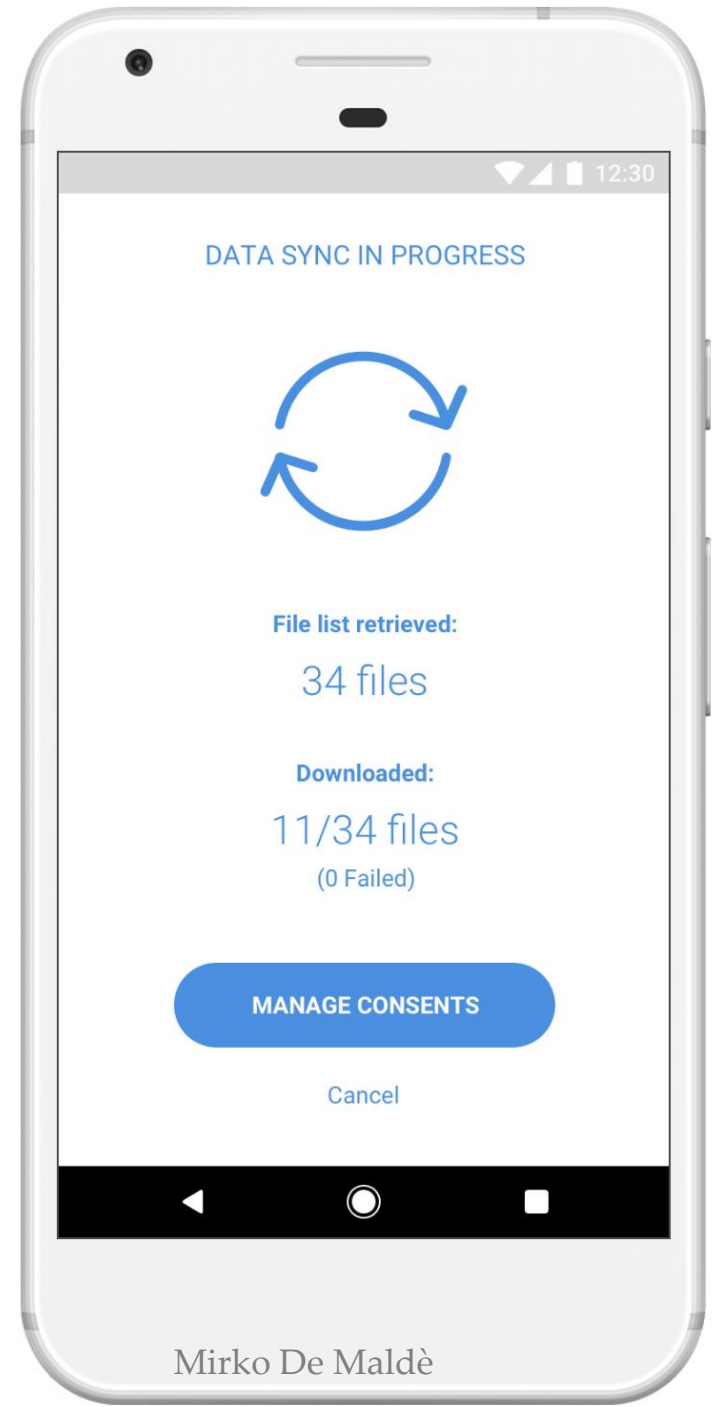 12:30
DATA SYNC IN PROGRESS
File list retrieved:
34 files
Downloaded:
11/34 files
(0 Failed)
MANAGE CONSENTS
Cancel
Mirko De Maldè